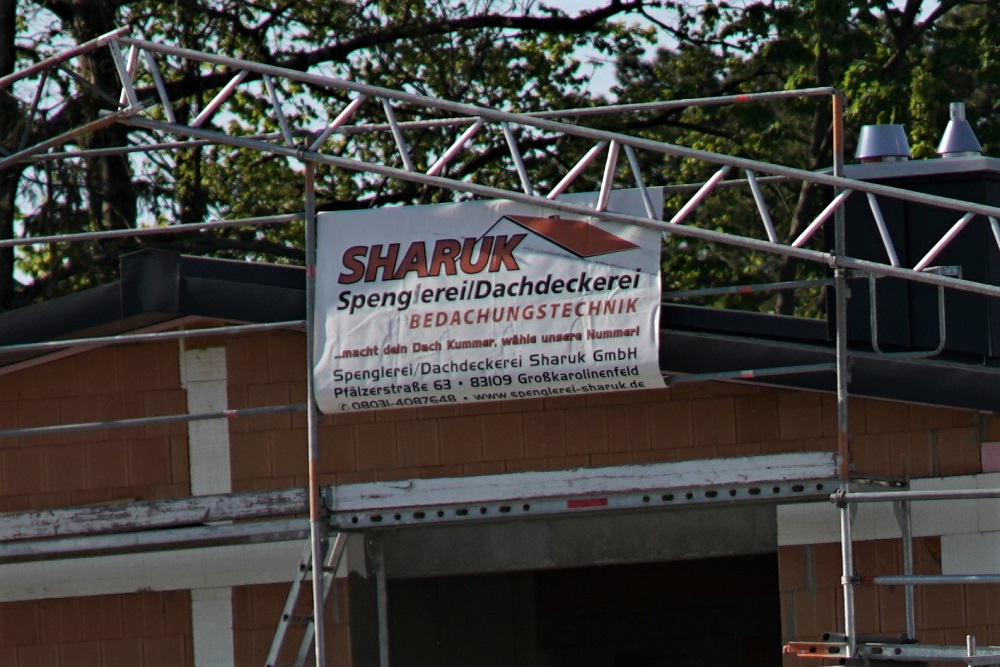 SHARUK
Spenglerei/Dachdeckerei
BEDACHUNGSTECHNIK
...macht dein Dach Kummer, wähle unsere Nummer!
Spenglerei/Dachdeckerei Sharuk GmbH
Pfälzerstraße 63 • 83109 Großkarolinenfeld
✆ 08031-4087648 • www.spenglerei-sharuk.de